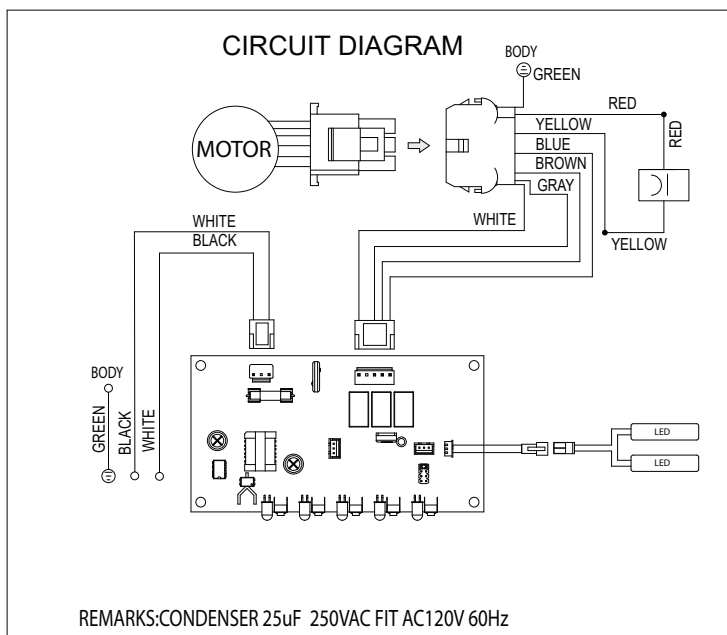 CIRCUIT DIAGRAM
BODY
GREEN
RED
YELLOW
BLUE
BROWN
GRAY
WHITE
RED
YELLOW
MOTOR
WHITE
BLACK
BODY
GREEN
BLACK
WHITE
LED
LED
REMARKS:CONDENSER 25uF 250VAC FIT AC120V 60Hz